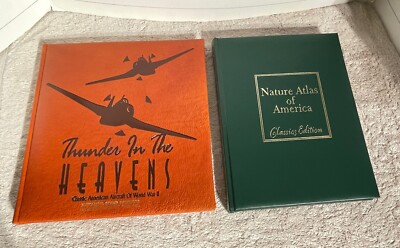 Thunder In The
HEAVENS
Classic American Aircraft Of World War II
Nature Atlas
of
America
Classics Edition